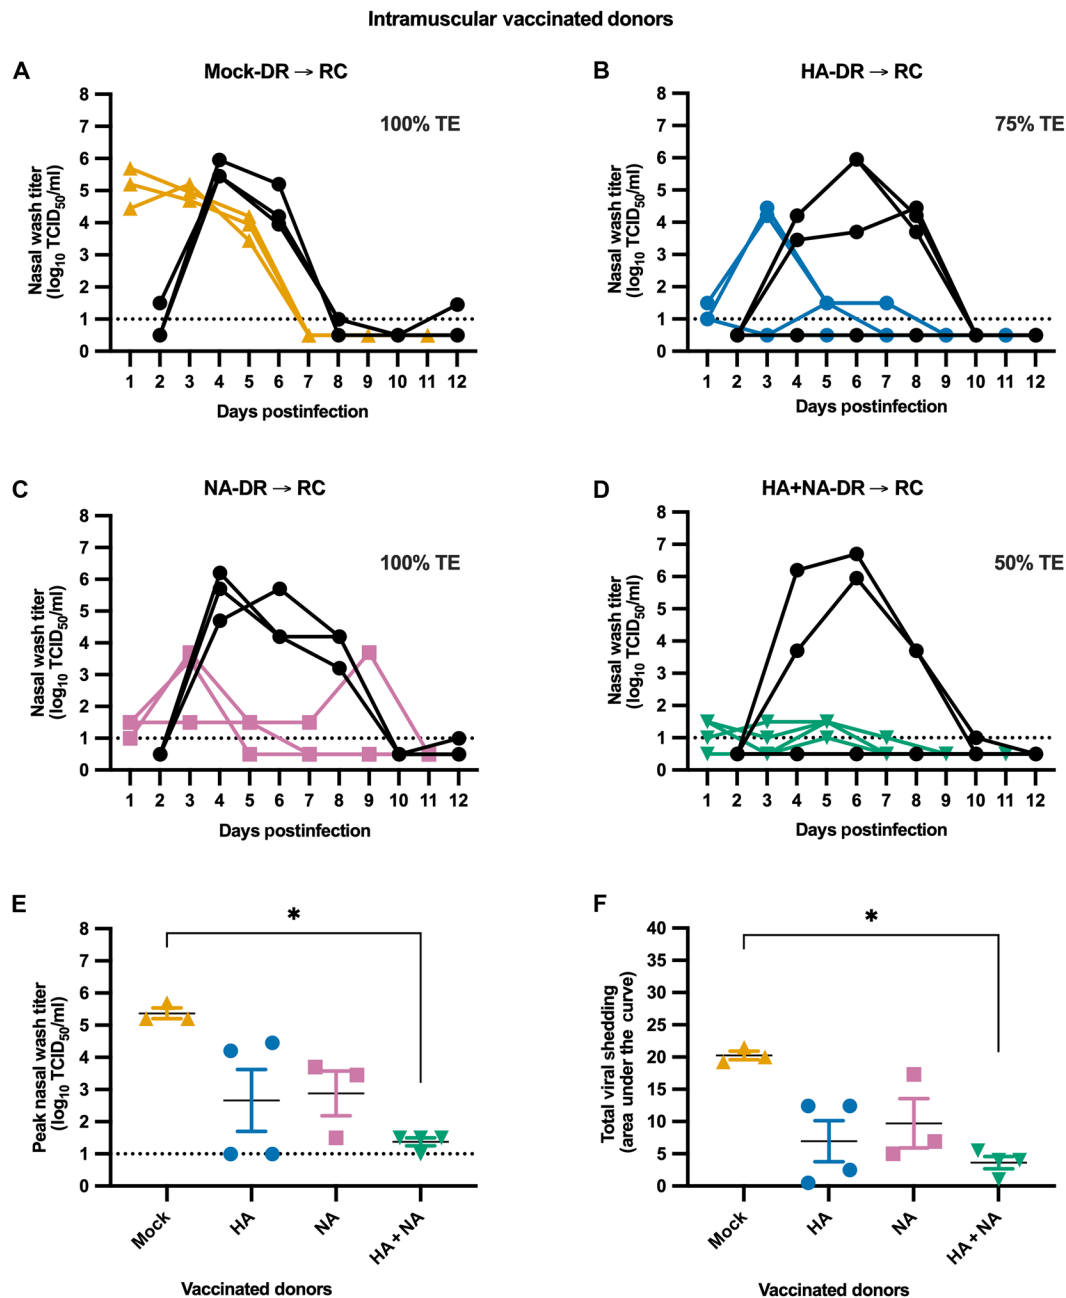 Intramuscular vaccinated donors
A
Mock-DR → RC
100% TE
Nasal wash titer
(log10 TCID50/ml)
8
7
6
5
4
3
2
1
0
1 2 3 4 5 6 7 8 9 10 11 12
Days postinfection
B
HA-DR → RC
75% TE
Nasal wash titer
(log10 TCID50/ml)
8
7
6
5
4
3
2
1
0
1 2 3 4 5 6 7 8 9 10 11 12
Days postinfection
C
NA-DR → RC
100% TE
Nasal wash titer
(log10 TCID50/ml)
8
7
6
5
4
3
2
1
0
1 2 3 4 5 6 7 8 9 10 11 12
Days postinfection
D
HA+NA-DR → RC
50% TE
Nasal wash titer
(log10 TCID50/ml)
8
7
6
5
4
3
2
1
0
1 2 3 4 5 6 7 8 9 10 11 12
Days postinfection
E
*
Peak nasal wash titer
(log10 TCID50/ml)
8
7
6
5
4
3
2
1
0
Mock HA NA HA + NA
Vaccinated donors
F
*
Total viral shedding
(area under the curve)
40
35
30
25
20
15
10
5
0
Mock HA NA HA + NA
Vaccinated donors